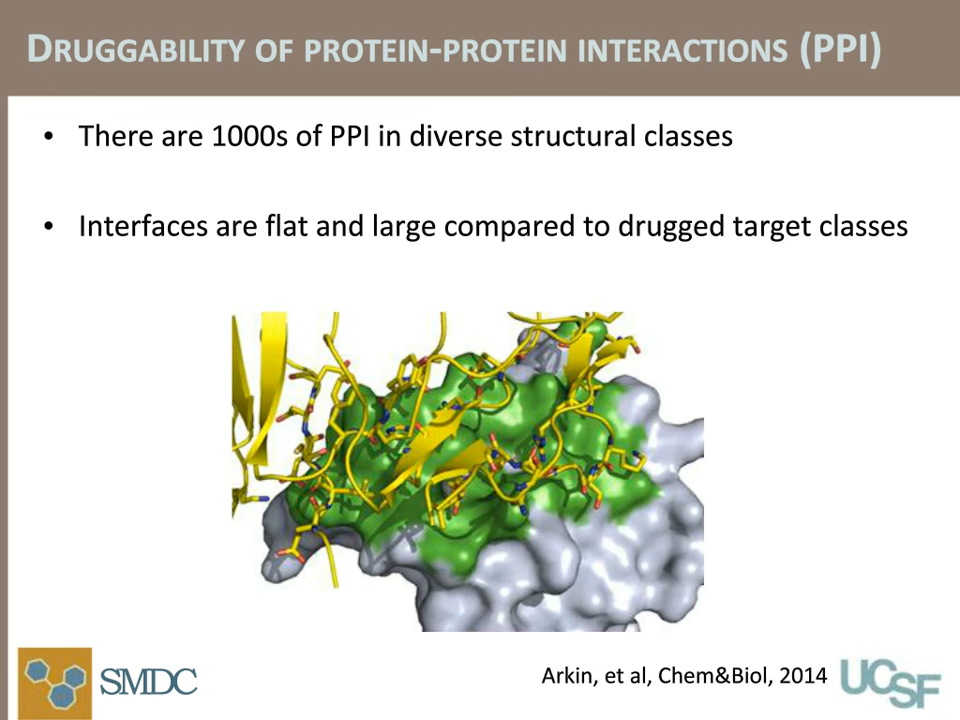 DRUGGABILITY OF PROTEIN-PROTEIN INTERACTIONS (PPI)
• There are 1000s of PPI in diverse structural classes
• Interfaces are flat and large compared to drugged target classes
SMDC
Arkin, et al, Chem&Biol, 2014
UCSF